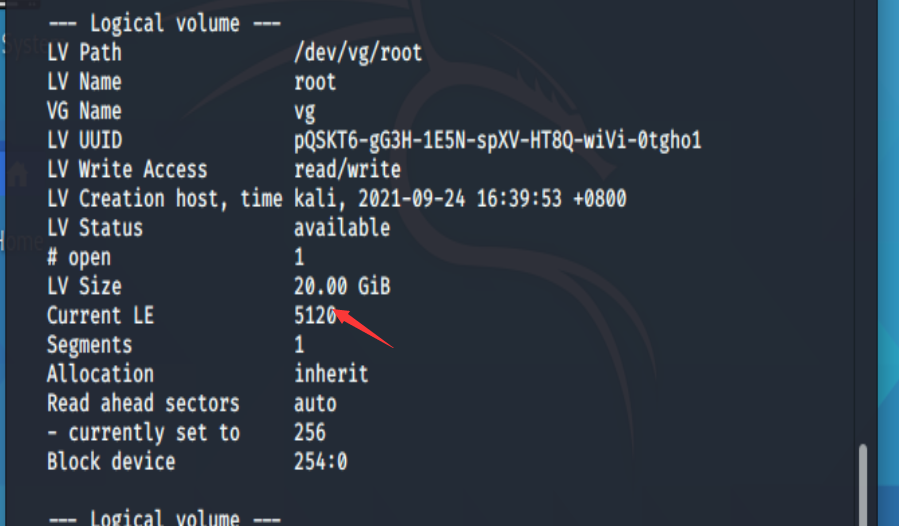 --- Logical volume ---
LV Path /dev/vg/root
LV Name root
VG Name vg
LV UUID pQSKT6-gG3H-1E5N-spXV-HT8Q-wiVi-0tgho1
LV Write Access read/write
LV Creation host, time kali, 2021-09-24 16:39:53 +0800
LV Status available
# open 1
LV Size 20.00 GiB
Current LE 5120
Segments 1
Allocation inherit
Read ahead sectors auto
- currently set to 256
Block device 254:0
--- Logical volume ---